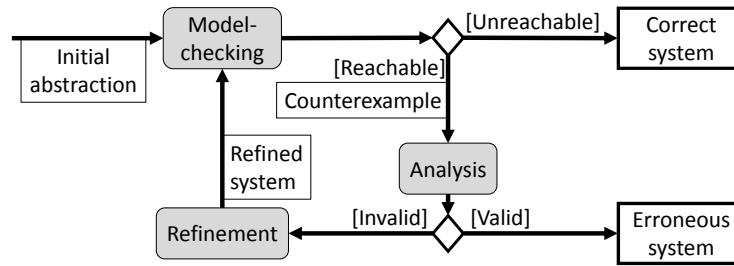 Model-
checking
[Unreachable]
Correct
system
Initial
abstraction
[Reachable]
Counterexample
Refined
system
Analysis
[Invalid]
[Valid]
Refinement
Erroneous
system